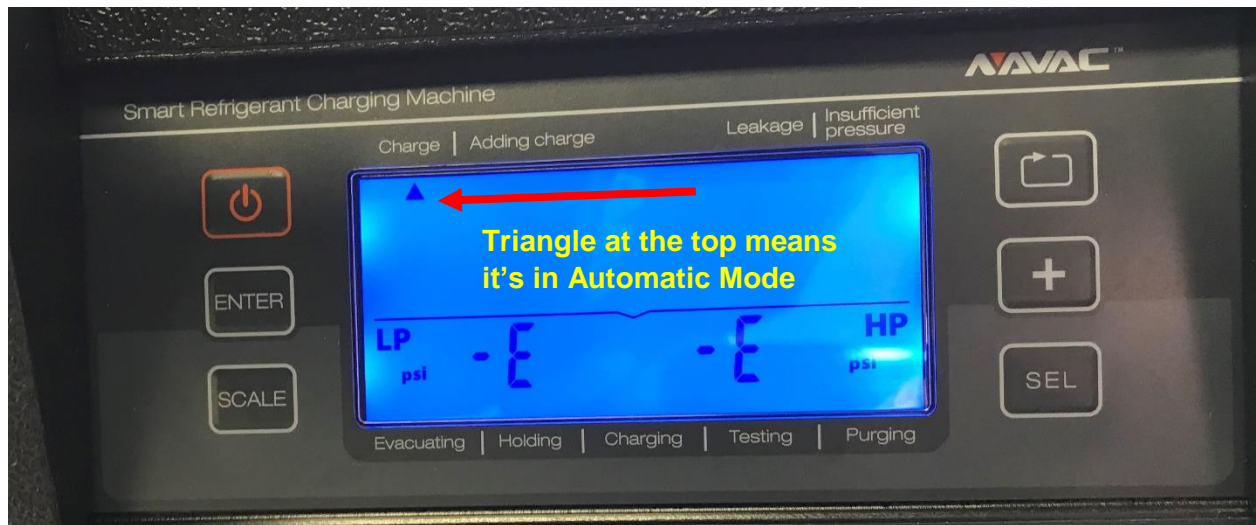 NAVAC™
Smart Refrigerant Charging Machine
Charge | Adding charge
Leakage | Insufficient pressure
Triangle at the top means
it's in Automatic Mode
ENTER
+
LP
psi
-E
-E
HP
psi
SCALE
SEL
Evacuating | Holding | Charging | Testing | Purging